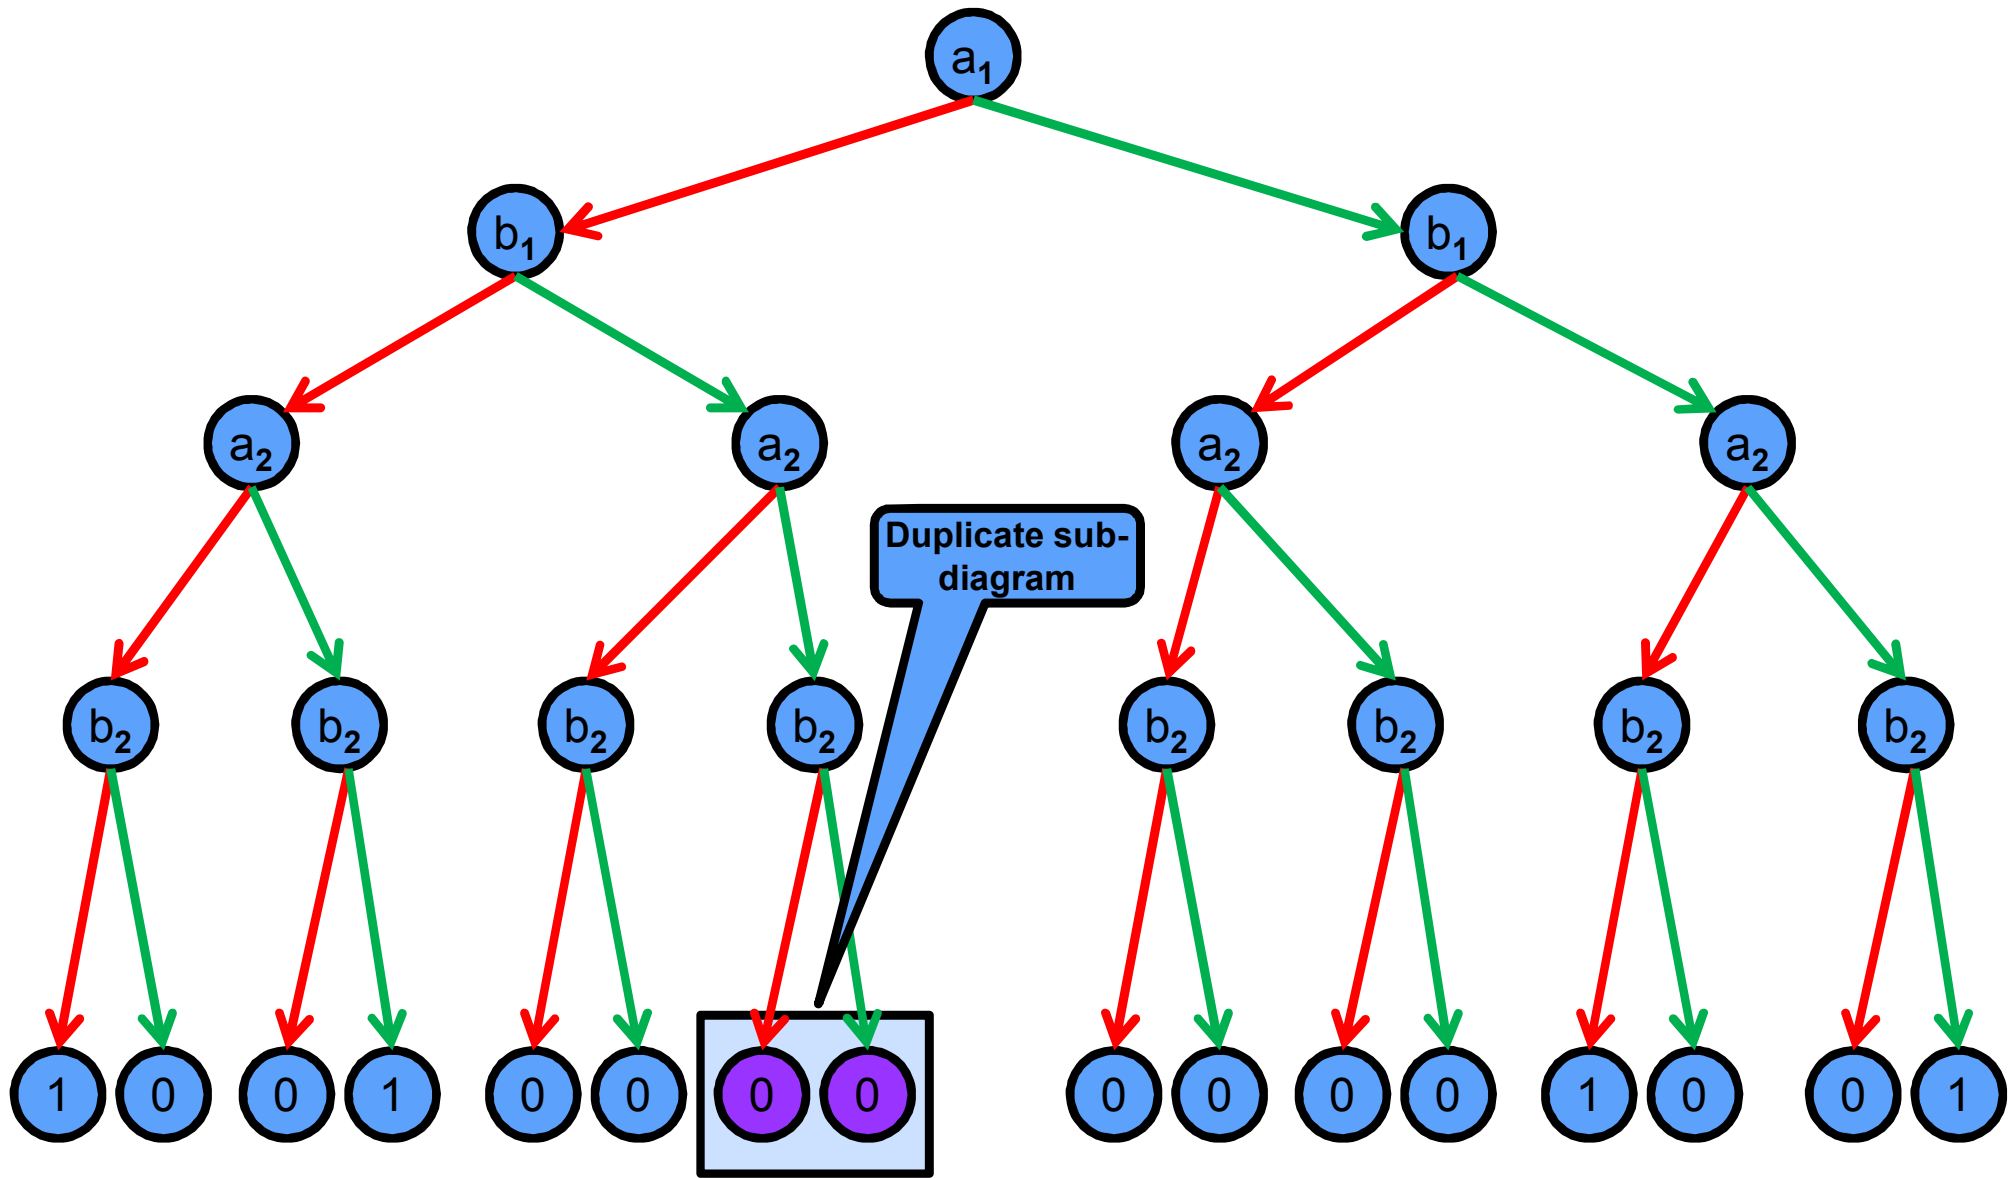 a1
b1 b1
a2 a2 a2 a2
Duplicate sub-
diagram
b2 b2 b2 b2 b2 b2 b2 b2
1 0 0 1 0 0 0 0 0 0 0 0 1 0 0 1